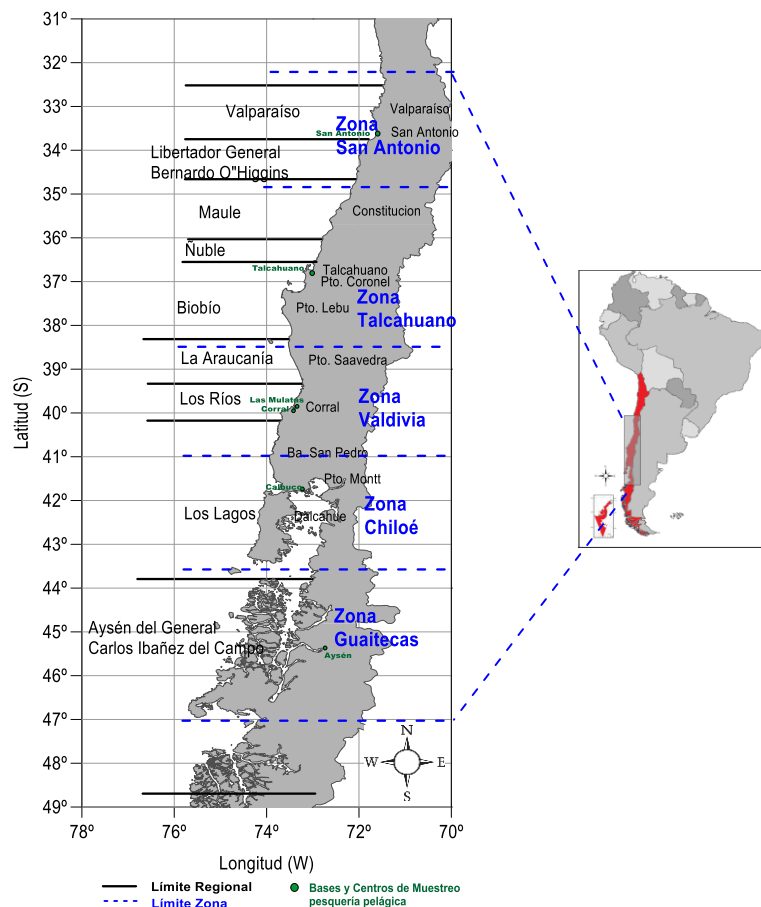 31º
32º
33º
34º
35º
36º
37º
38º
39º
40º
41º
42º
43º
44º
45º
46º
47º
48º
49º
Latitud (S)
78º
76º
74º
72º
70º
Longitud (W)
Valparaíso
Valparaíso
San Antonio
San Antonio
Zona
San Antonio
Libertador General
Bernardo O"Higgins
Maule
Constitucion
Ñuble
Talcahuano
Talcahuano
Pto. Coronel
Biobío
Pto. Lebu
Zona
Talcahuano
La Araucanía
Pto. Saavedra
Los Ríos
Las Mulatas
Corral
Corral
Zona
Valdivia
Ba. San Pedro
Pto. Montt
Calbuco
Los Lagos
Dalcahue
Zona
Chiloé
Aysén del General
Carlos Ibañez del Campo
Zona
Guaitecas
Aysén
N
W
E
S
Límite Regional
Límite Zona
Bases y Centros de Muestreo
pesquería pelágica